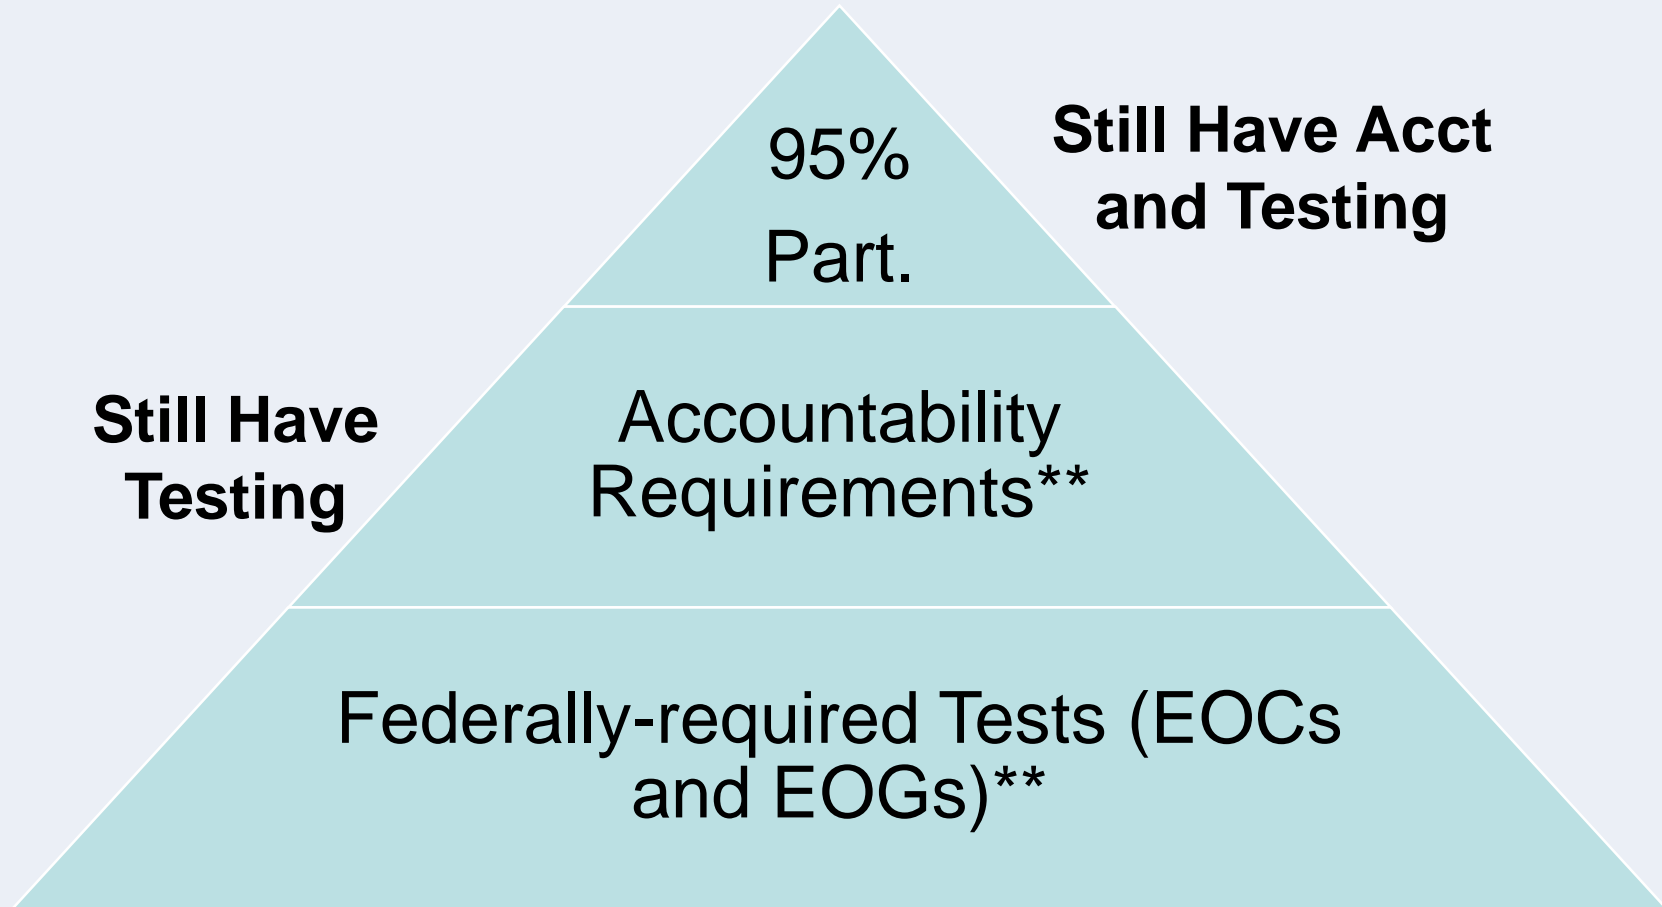 95%
Part.
Still Have Acct
and Testing
Still Have
Testing
Accountability
Requirements**
Federally-required Tests (EOCs
and EOGs)**